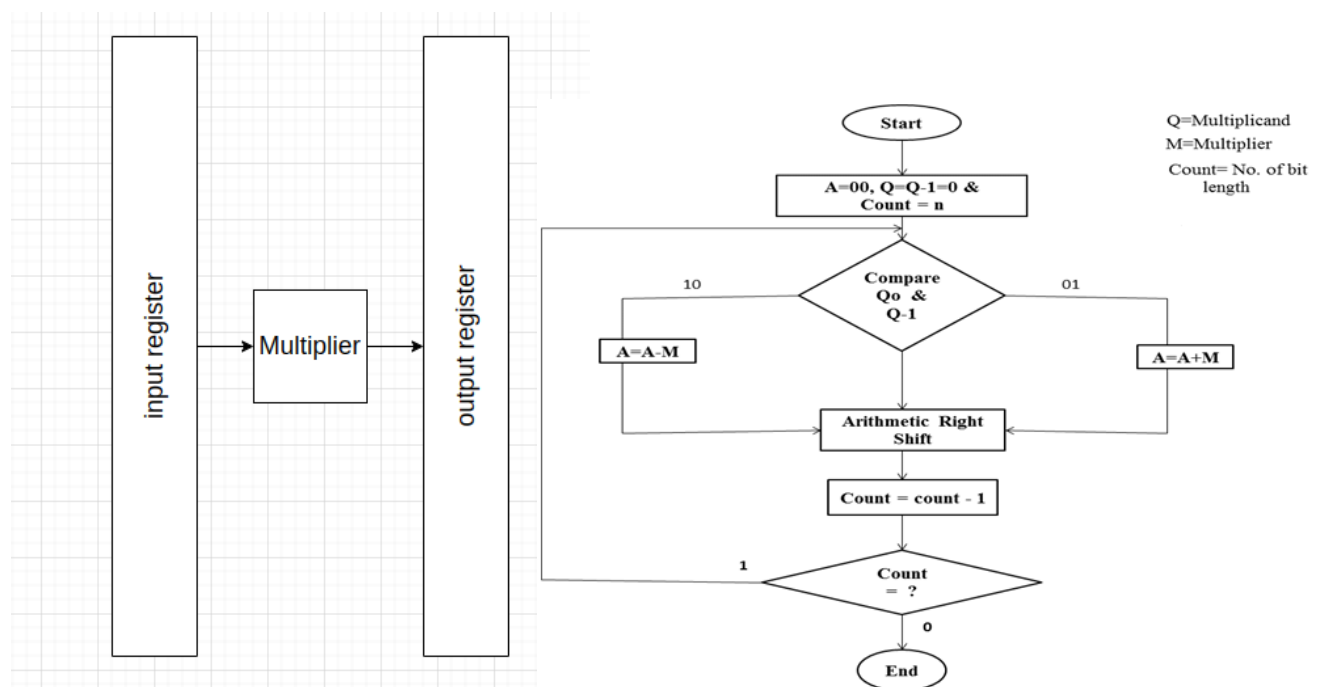 input register
Multiplier
output register
Start
Q=Multiplicand
M=Multiplier
Count= No. of bit
length
A=00, Q=Q-1=0 &
Count = n
Compare
Qo &
Q-1
10
01
A=A-M
A=A+M
Arithmetic Right
Shift
Count = count - 1
1
Count
= ?
0
End